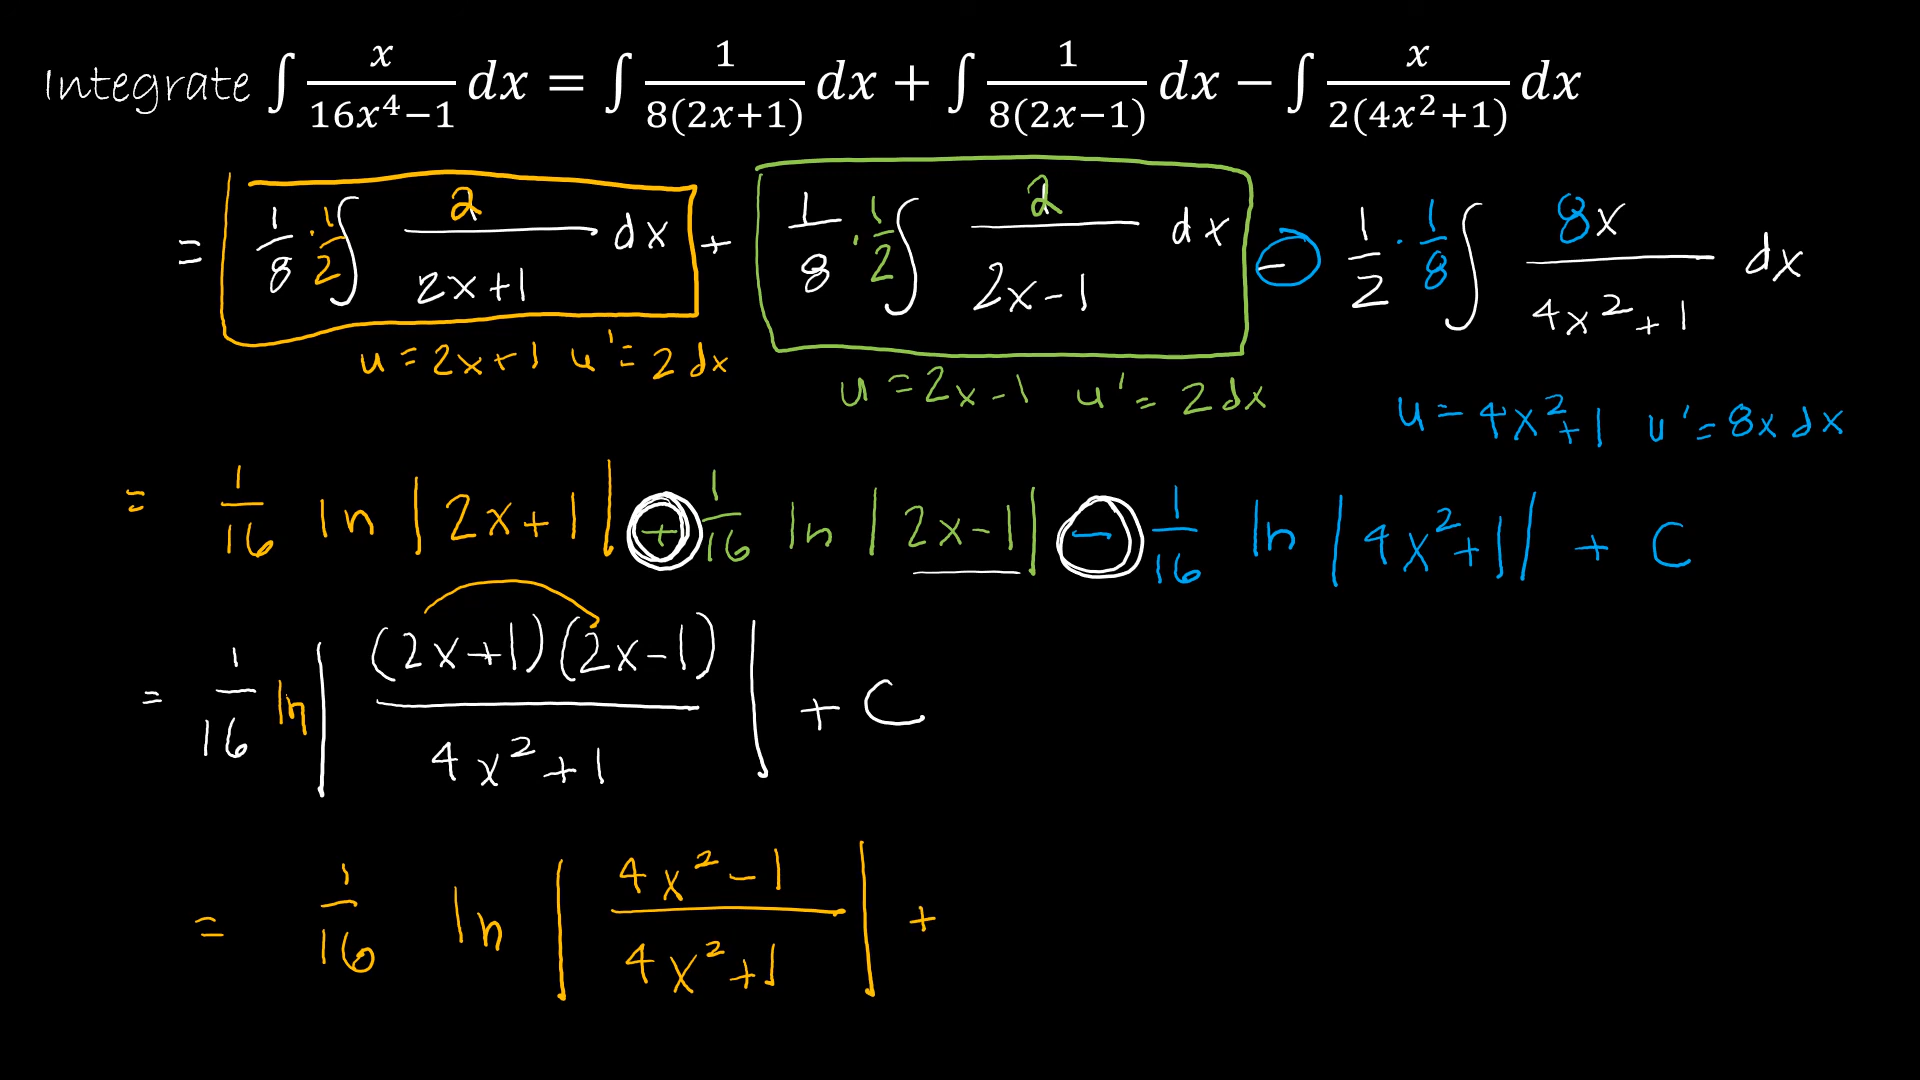 Integrate ∫ x/(16x⁴−1) dx = ∫ 1/(8(2x+1)) dx + ∫ 1/(8(2x−1)) dx − ∫ x/(2(4x²+1)) dx
= 1/8 · 1/2 ∫ 2/(2x+1) dx + 1/8 · 1/2 ∫ 2/(2x-1) dx − 1/2 · 1/8 ∫ 8x/(4x²+1) dx
u = 2x+1 u' = 2dx u = 2x-1 u' = 2dx u = 4x²+1 u' = 8x dx
= 1/16 ln |2x+1| + 1/16 ln |2x-1| - 1/16 ln |4x²+1| + C
= 1/16 ln | (2x+1)(2x-1)/(4x²+1) | + C
= 1/16 ln | (4x²-1)/(4x²+1) | +